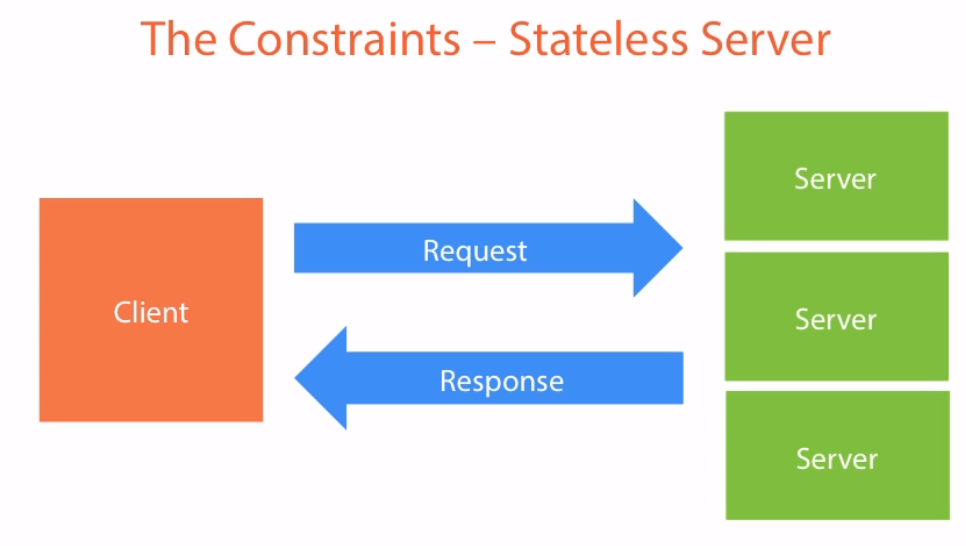 The Constraints – Stateless Server
Client
Request
Response
Server
Server
Server